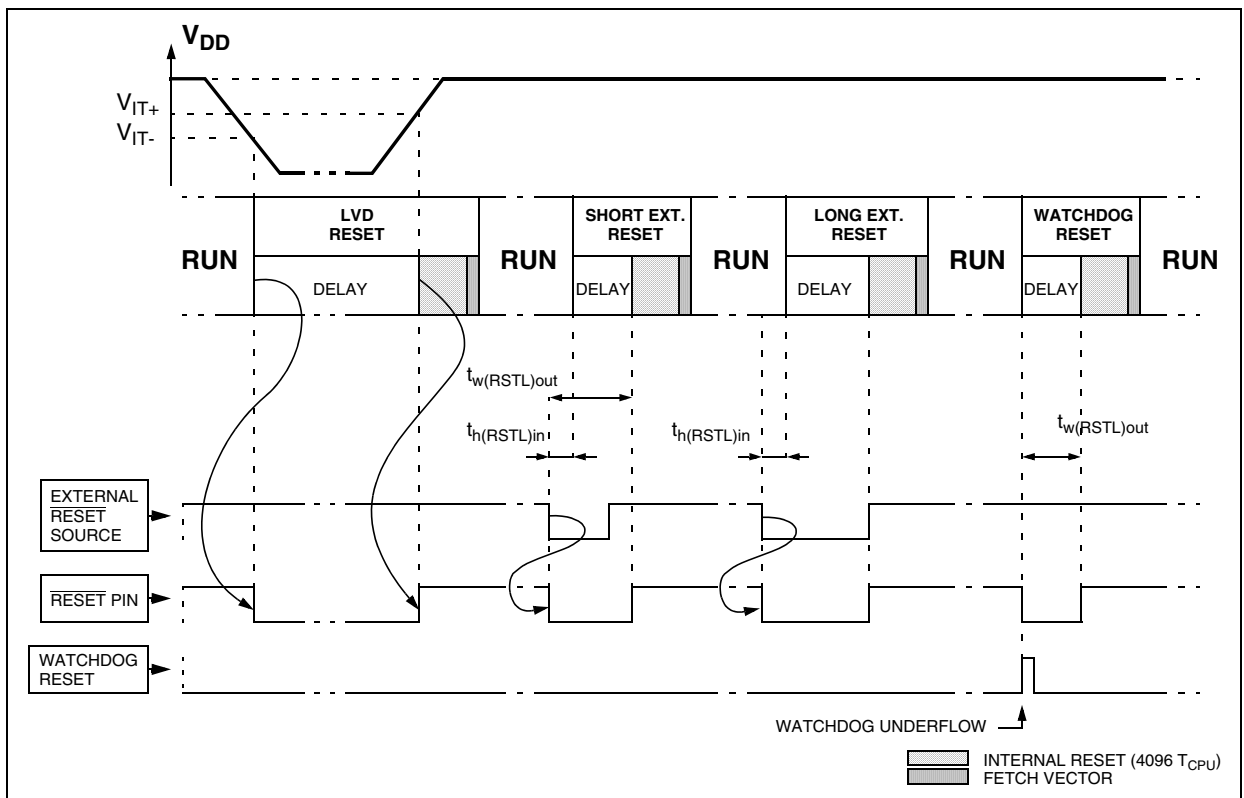 VDD
VIT+
VIT-
LVD
RESET
SHORT EXT.
RESET
LONG EXT.
RESET
WATCHDOG
RESET
RUN
DELAY
RUN
DELAY
RUN
DELAY
RUN
DELAY
RUN
tw(RSTL)out
th(RSTL)in
th(RSTL)in
tw(RSTL)out
EXTERNAL
RESET
SOURCE
RESET PIN
WATCHDOG
RESET
WATCHDOG UNDERFLOW
INTERNAL RESET (4096 TCPU)
FETCH VECTOR